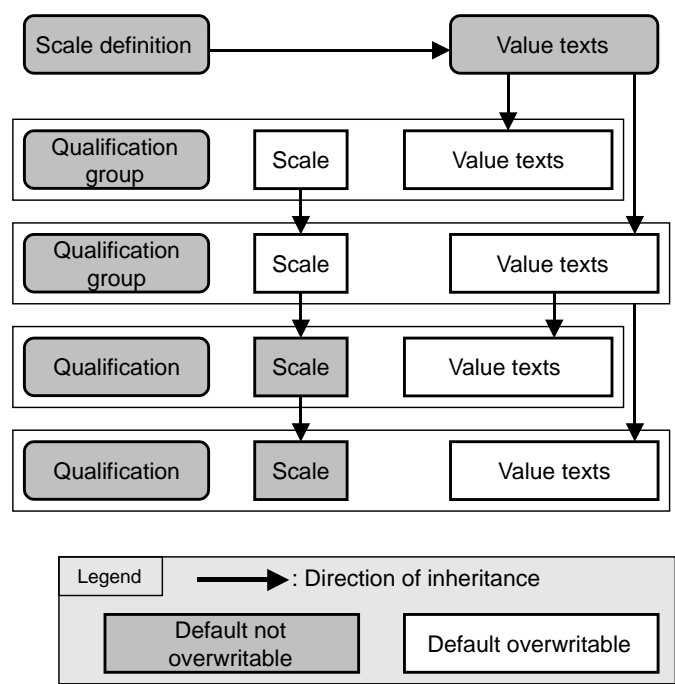 Scale definition
Value texts
Qualification
group
Scale
Value texts
Qualification
group
Scale
Value texts
Qualification
Scale
Value texts
Qualification
Scale
Value texts
Legend
: Direction of inheritance
Default not
overwritable
Default overwritable